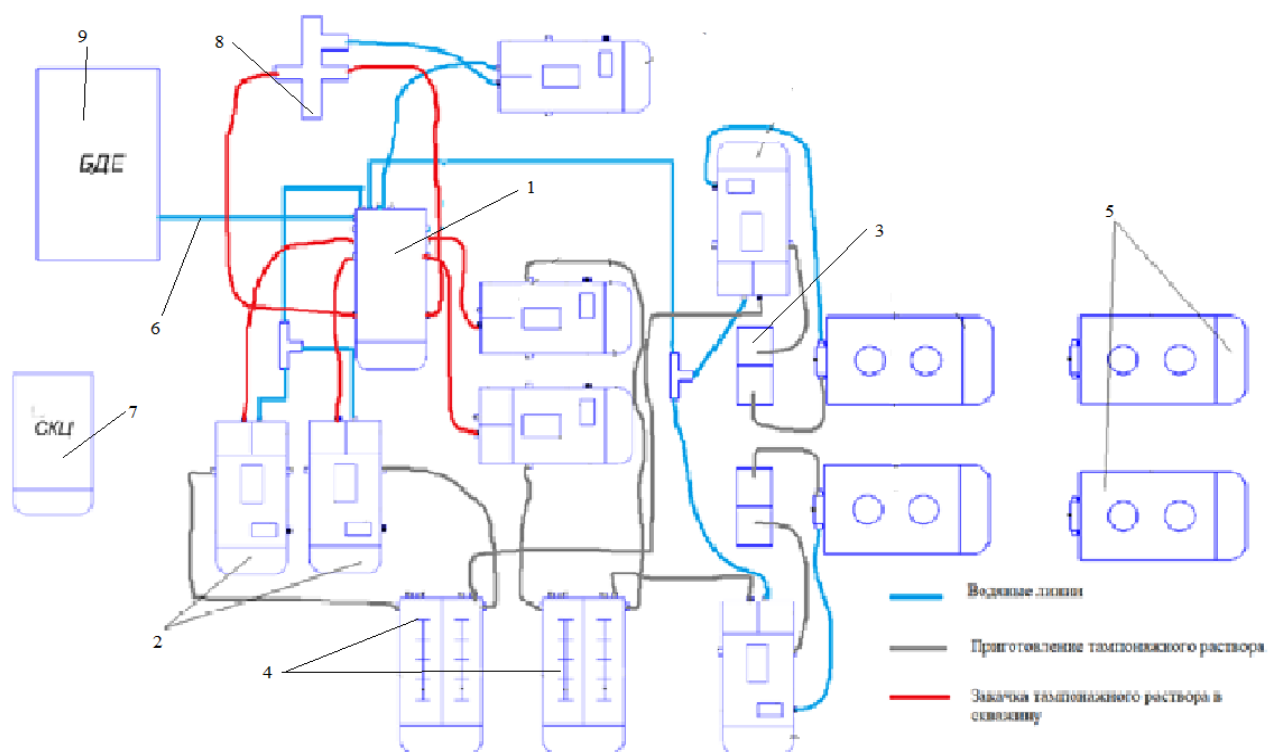 9
8
БДЕ
1
5
3
6
7
СКЦ
2
4
Водяные линии
Приготовление тампонажного раствора
Закачка тампонажного раствора в
скважину